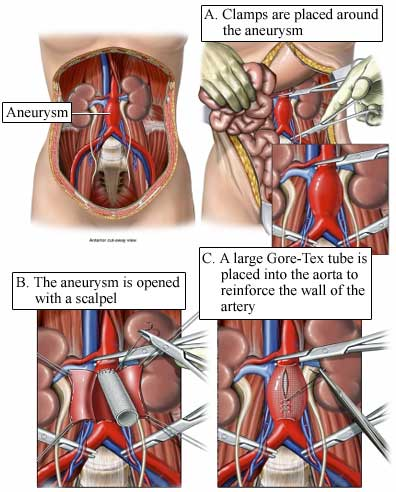 A. Clamps are placed around
the aneurysm
Aneurysm
Anterior cut-away view
B. The aneurysm is opened
with a scalpel
C. A large Gore-Tex tube is
placed into the aorta to
reinforce the wall of the
artery